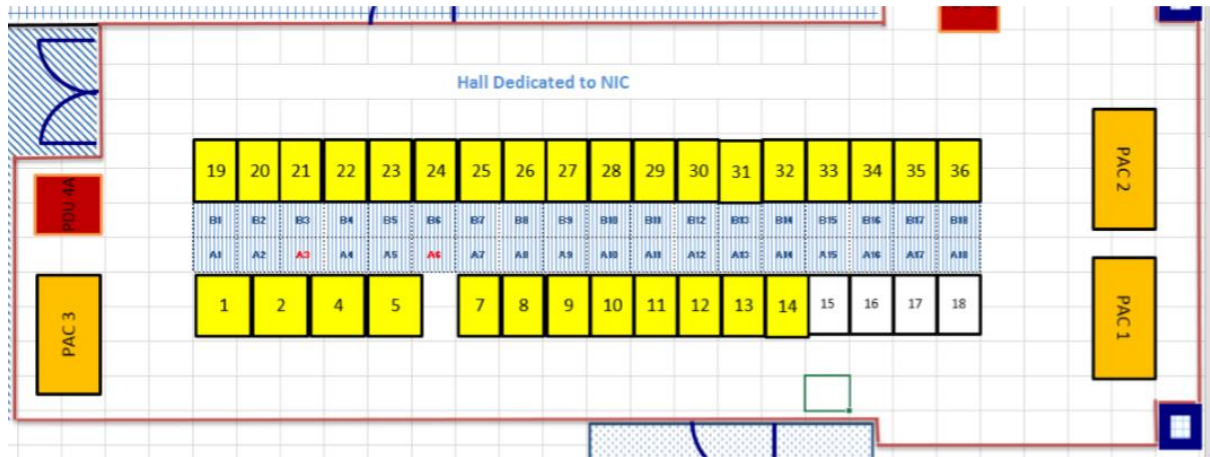 Hall Dedicated to NIC
19 20 21 22 23 24 25 26 27 28 29 30 31 32 33 34 35 36
B1 B2 B3 B4 B5 B6 B7 B8 B9 B10 B11 B12 B13 B14 B15 B16 B17 B18
A1 A2 A3 A4 A5 A6 A7 A8 A9 A10 A11 A12 A13 A14 A15 A16 A17 A18
1 2 4 5 7 8 9 10 11 12 13 14 15 16 17 18
PDU 4A
PAC 3
PAC 2
PAC 1